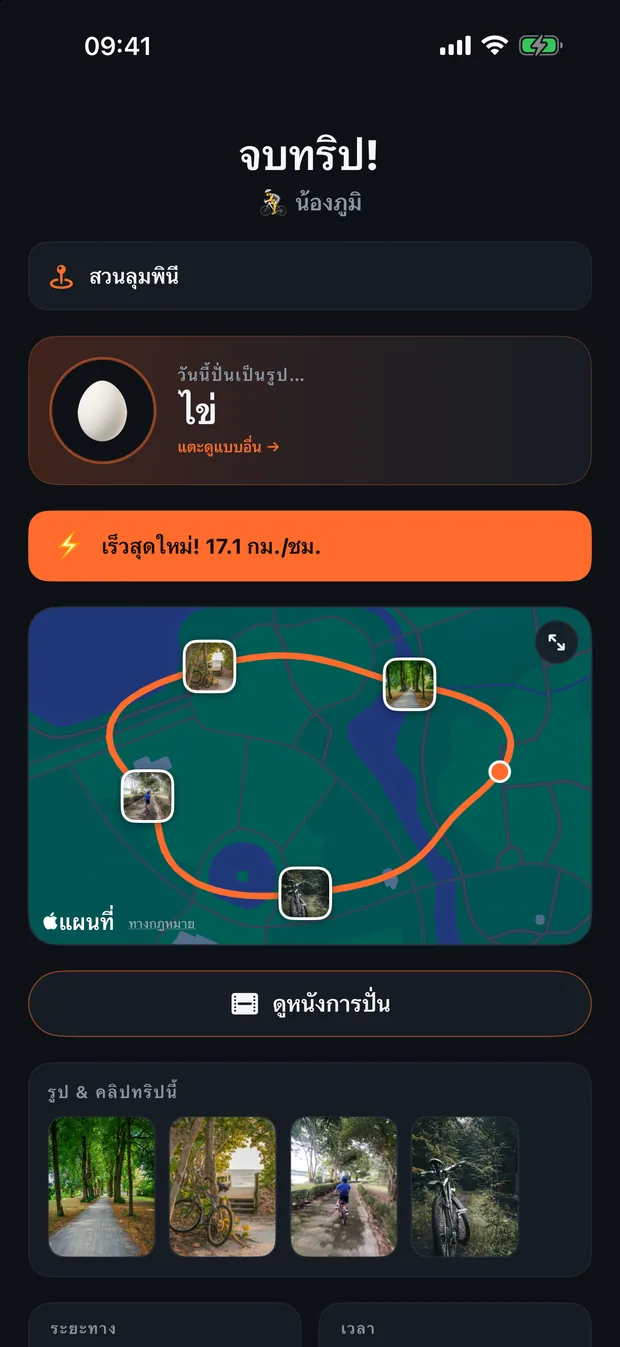 09:41
จบทริป!
น้องภูมิ
สวนลุมพินี
วันนี้ปั่นเป็นรูป...
ไข่
แตะดูแบบอื่น →
เร็วสุดใหม่! 17.1 กม./ชม.
แผนที่ ทางกฎหมาย
ดูหนังการปั่น
รูป & คลิปทริปนี้
ระยะทาง
เวลา